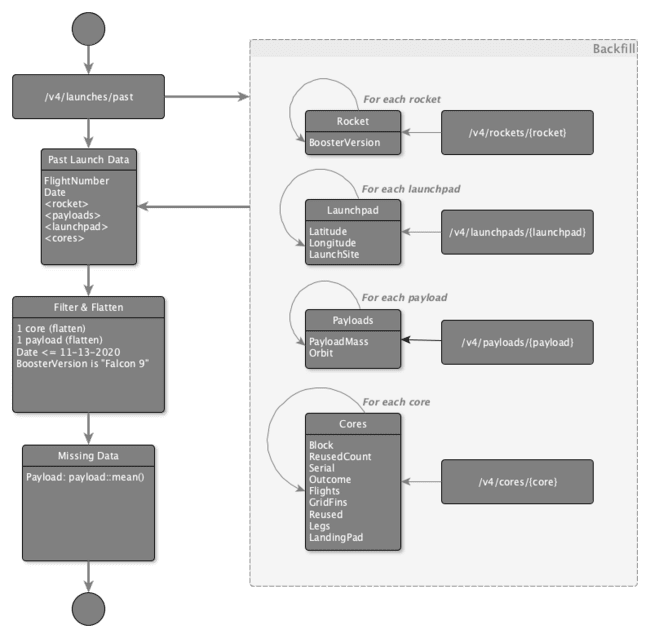 /v4/launches/past
Past Launch Data
FlightNumber
Date
<rocket>
<payloads>
<launchpad>
<cores>
Filter & Flatten
1 core (flatten)
1 payload (flatten)
Date <= 11-13-2020
BoosterVersion is "Falcon 9"
Missing Data
Payload: payload::mean()
Backfill
For each rocket
Rocket
BoosterVersion
/v4/rockets/{rocket}
For each launchpad
Launchpad
Latitude
Longitude
LaunchSite
/v4/launchpads/{launchpad}
For each payload
Payloads
PayloadMass
Orbit
/v4/payloads/{payload}
For each core
Cores
Block
ReusedCount
Serial
Outcome
Flights
GridFins
Reused
Legs
LandingPad
/v4/cores/{core}